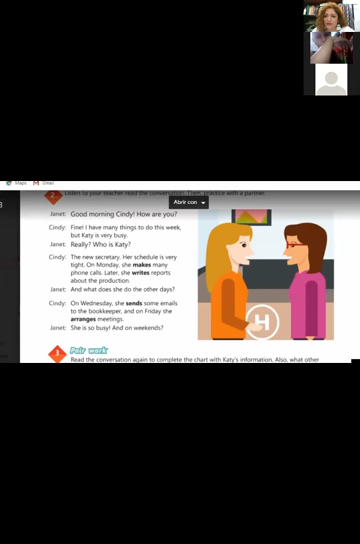 Maps Gmail
3
Abrir con
2 Listen to your teacher read the conversation. Then, practice with a partner.
Janet: Good morning Cindy! How are you?
Cindy: Fine! I have many things to do this week,
but Katy is very busy.
Janet: Really? Who is Katy?
Cindy: The new secretary. Her schedule is very
tight. On Monday, she makes many
phone calls. Later, she writes reports
about the production.
Janet: And what does she do the other days?
Cindy: On Wednesday, she sends some emails
to the bookkeeper, and on Friday she
arranges meetings.
Janet: She is so busy! And on weekends?
H
3 Pair work
Read the conversation again to complete the chart with Katy's information. Also, what other